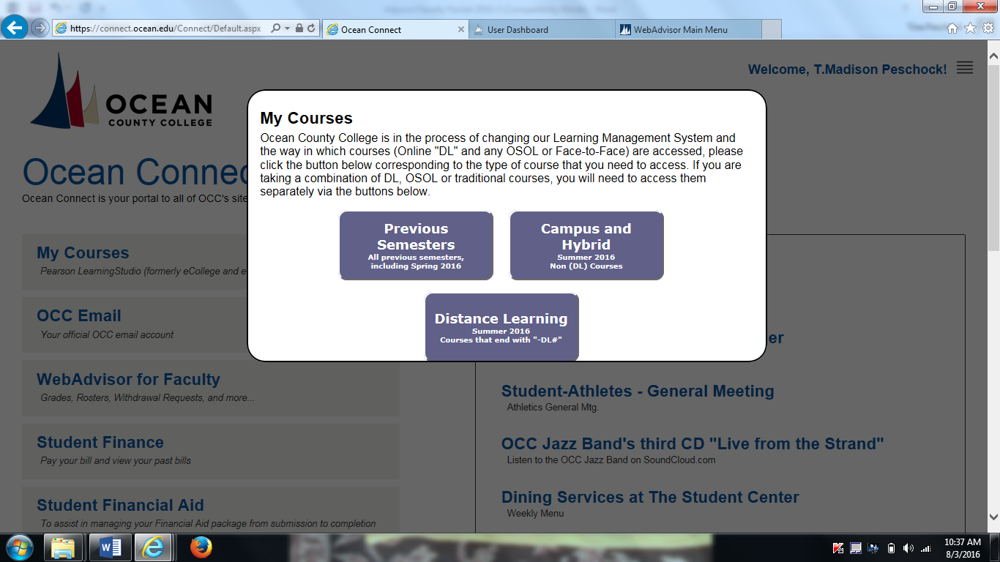 https://connect.ocean.edu/Connect/Default.aspx
Ocean Connect
User Dashboard
WebAdvisor Main Menu
Welcome, T.Madison Peschock!
OCEAN
COUNTY COLLEGE
Ocean Connec
Ocean Connect is your portal to all of OCC's site
My Courses
Ocean County College is in the process of changing our Learning Management System and
the way in which courses (Online "DL" and any OSOL or Face-to-Face) are accessed, please
click the button below corresponding to the type of course that you need to access. If you are
taking a combination of DL, OSOL or traditional courses, you will need to access them
separately via the buttons below.
Previous
Semesters
All previous semesters,
including Spring 2016
Campus and
Hybrid
Summer 2016
Non (DL) Courses
Distance Learning
Summer 2016
Courses that end with "-DL#"
My Courses
Pearson LearningStudio (formerly eCollege and e
OCC Email
Your official OCC email account
WebAdvisor for Faculty
Grades, Rosters, Withdrawal Requests, and more...
Student Finance
Pay your bill and view your past bills
Student Financial Aid
To assist in managing your Financial Aid package from submission to completion
er
Student-Athletes - General Meeting
Athletics General Mtg.
OCC Jazz Band's third CD "Live from the Strand"
Listen to the OCC Jazz Band on SoundCloud.com
Dining Services at The Student Center
Weekly Menu
10:37 AM
8/3/2016